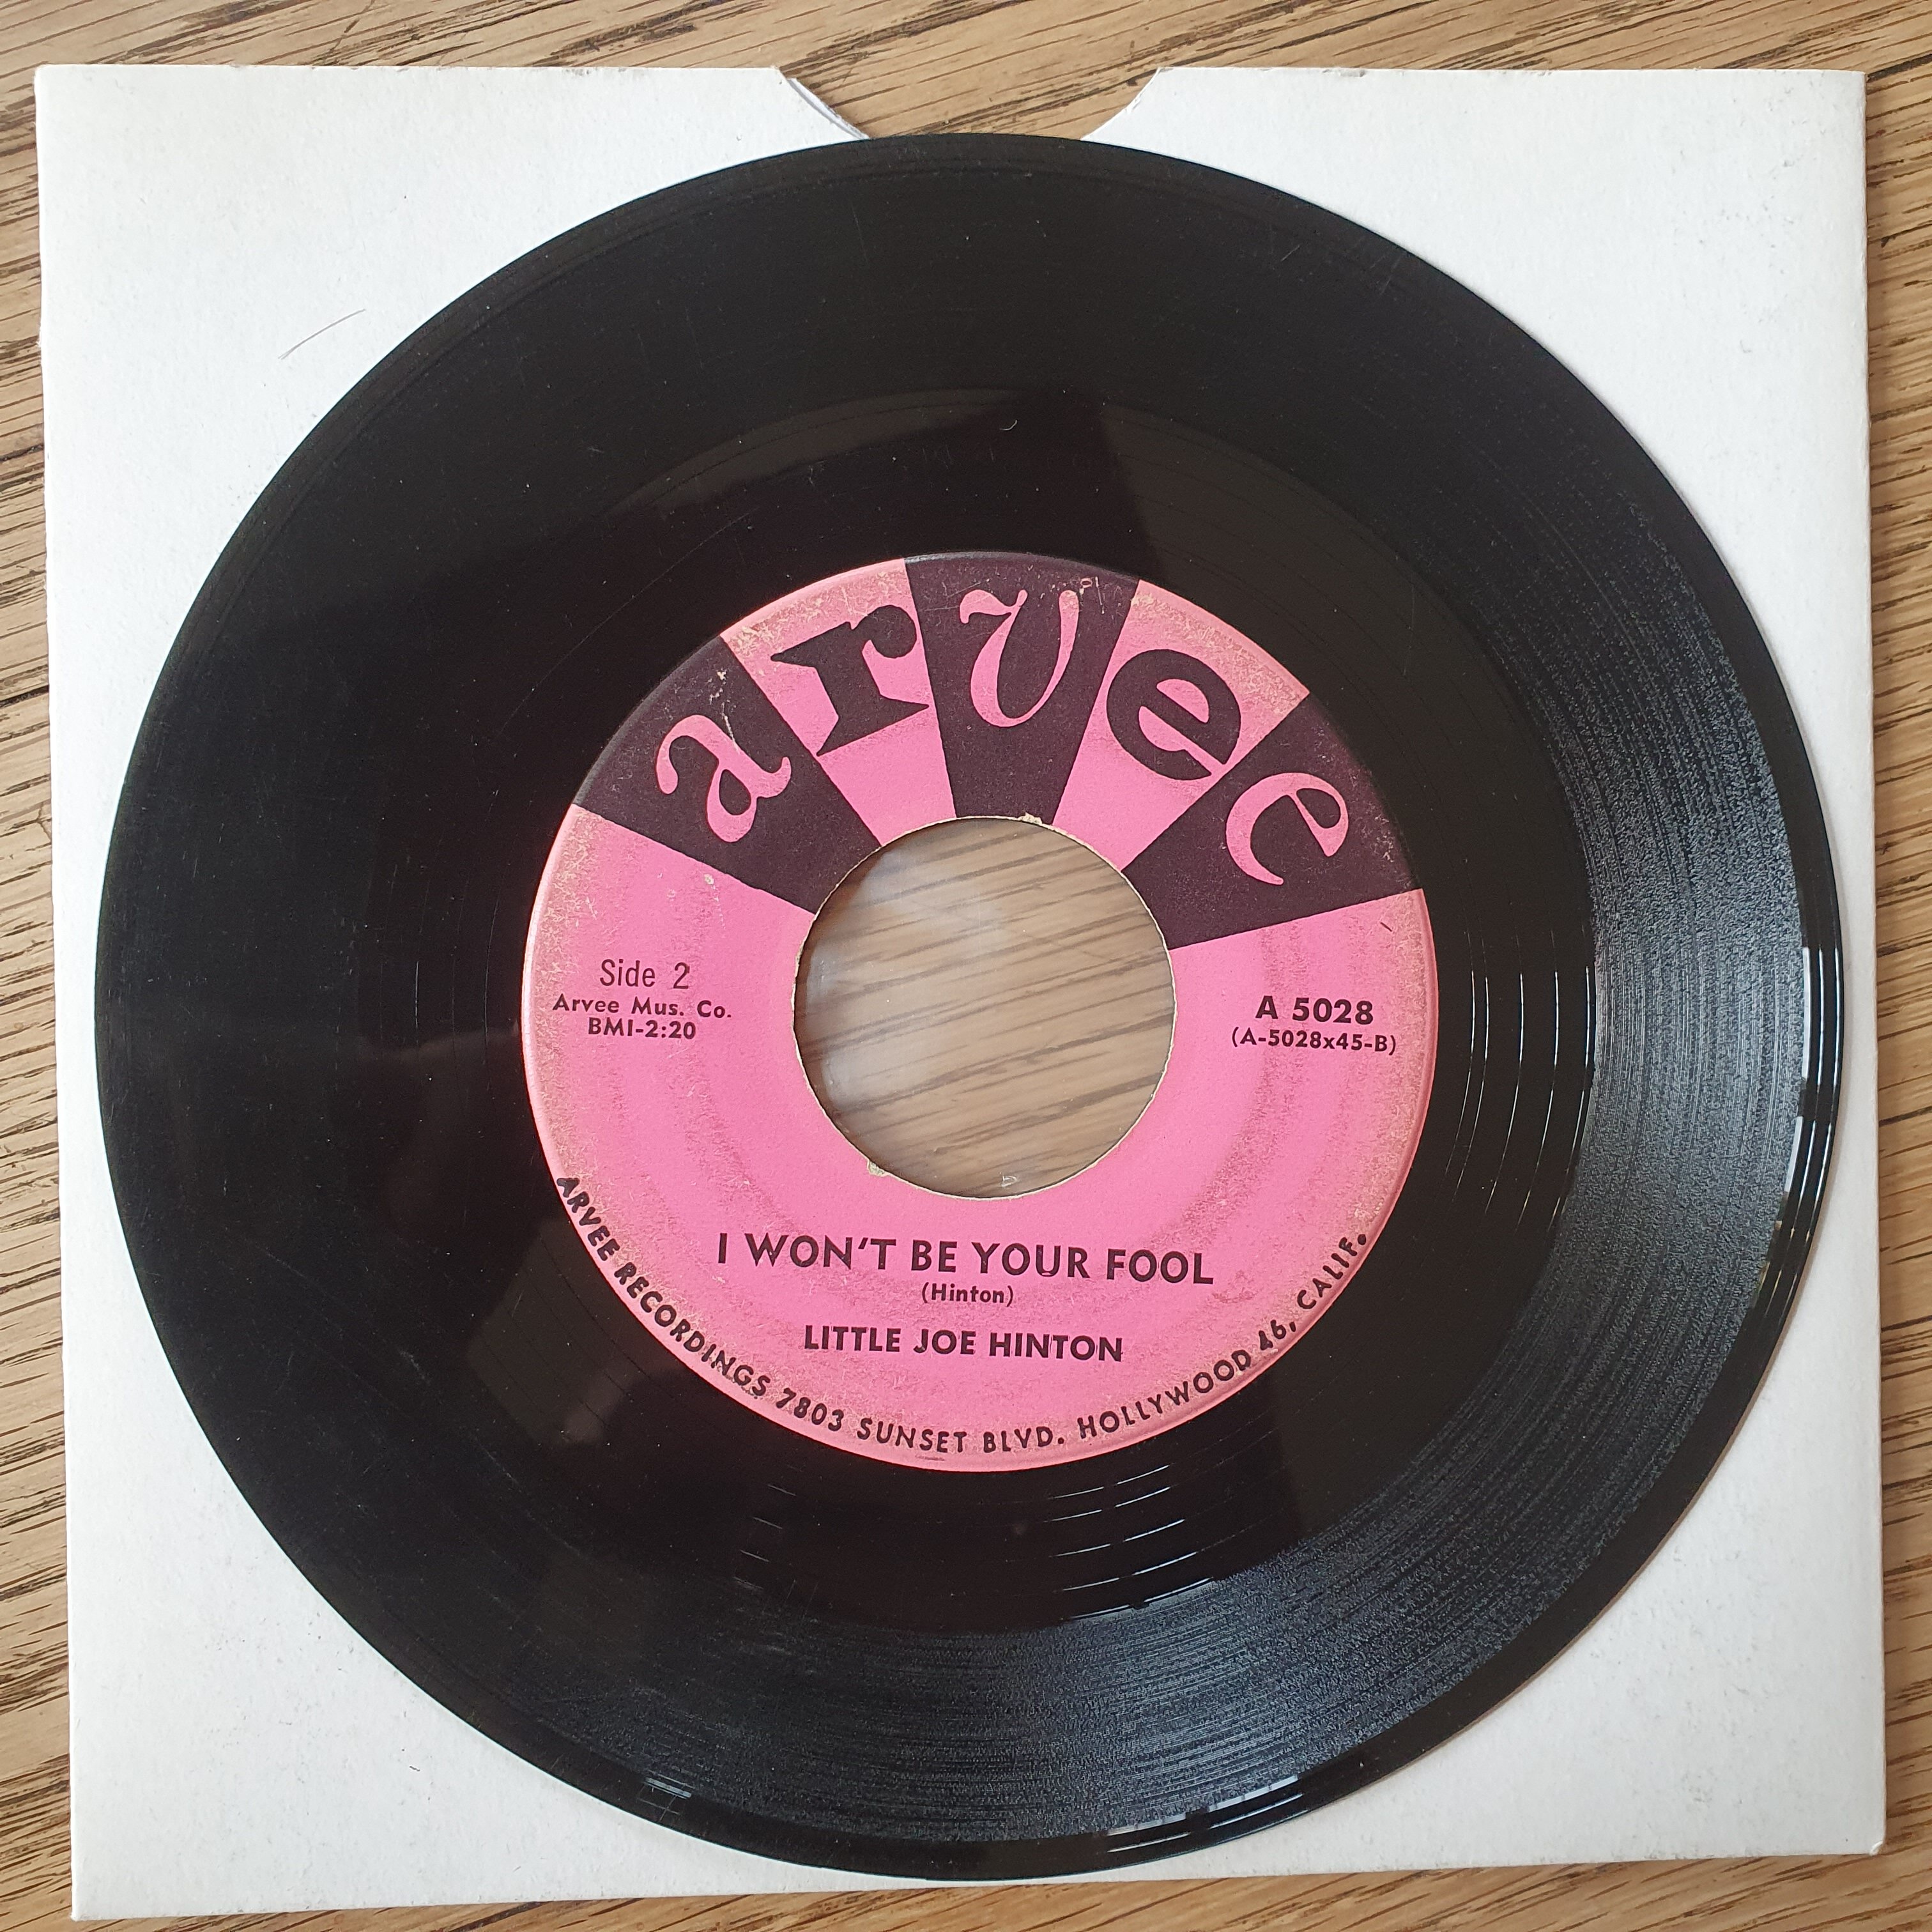 arvee
Side 2
Arvee Mus. Co.
BMI-2:20
A 5028
(A-5028x45-B)
I WON'T BE YOUR FOOL
(Hinton)
LITTLE JOE HINTON
ARVEE RECORDINGS 7803 SUNSET BLVD. HOLLYWOOD 46, CALIF.